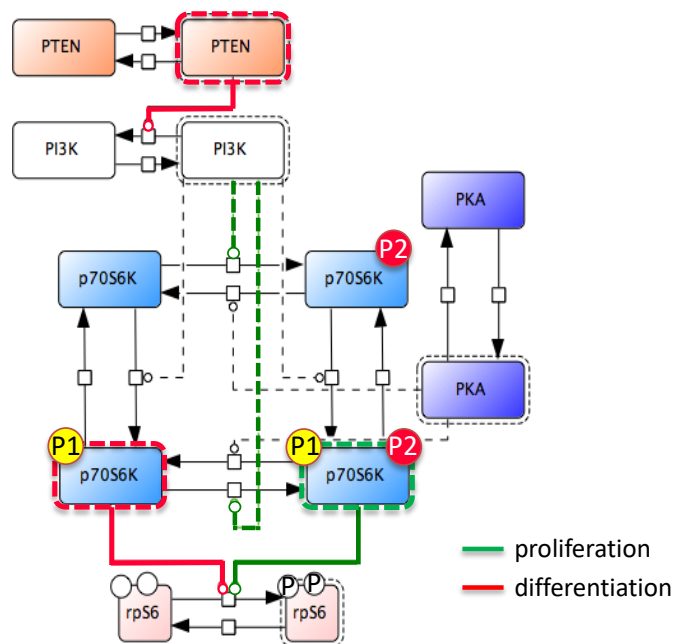 PTEN PTEN
PI3K PI3K
PKA
P2
p70S6K p70S6K
PKA
P1 P1 P2
p70S6K p70S6K
proliferation
differentiation
P P
rpS6 rpS6